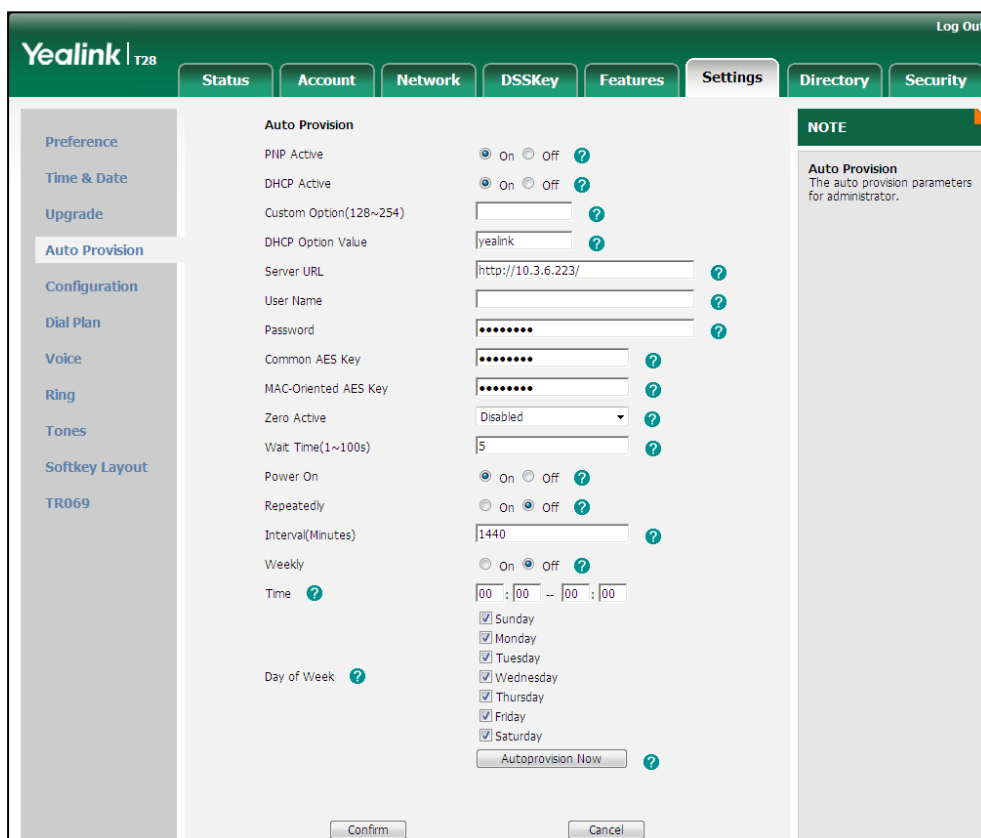 Log Out
Yealink | T28
Status Account Network DSSKey Features Settings Directory Security
Preference
Time & Date
Upgrade
Auto Provision
Configuration
Dial Plan
Voice
Ring
Tones
Softkey Layout
TR069
Auto Provision
PNP Active On Off ?
DHCP Active On Off ?
Custom Option(128~254) ?
DHCP Option Value yealink ?
Server URL http://10.3.6.223/ ?
User Name ?
Password •••••••• ?
Common AES Key •••••••• ?
MAC-Oriented AES Key •••••••• ?
Zero Active Disabled ?
Wait Time(1~100s) 5 ?
Power On On Off ?
Repeatedly On Off ?
Interval(Minutes) 1440 ?
Weekly On Off ?
Time ? 00 : 00 -- 00 : 00
Day of Week ?
Sunday
Monday
Tuesday
Wednesday
Thursday
Friday
Saturday
Autoprovision Now ?
Confirm Cancel
NOTE
Auto Provision
The auto provision parameters
for administrator.